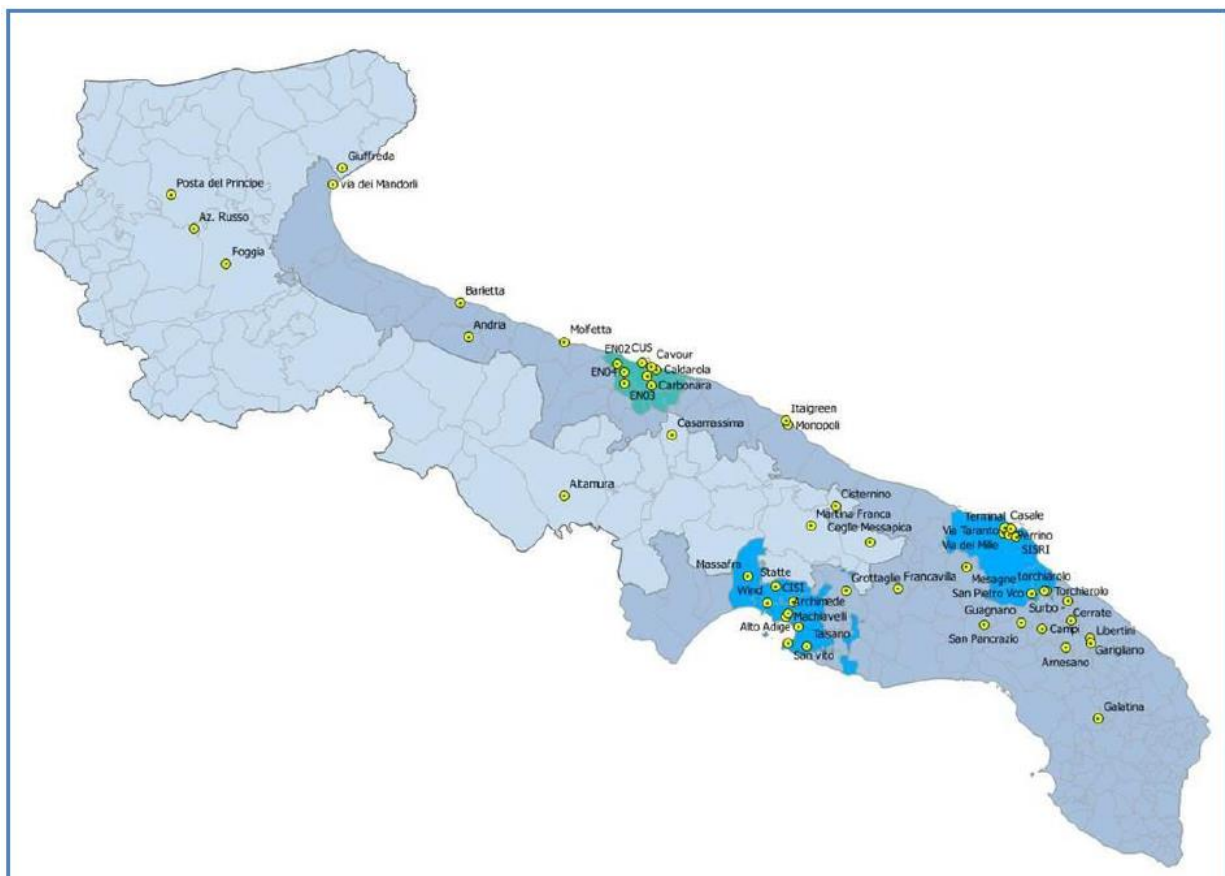 Giuffreda
via dei Mandorli
Posta del Principe
Az. Russo
Foggia
Barletta
Andria
Molfetta
EN02
CUS
Cavour
EN04
Caldarola
EN03
Carbonara
Itaigreen
Monopoli
Casamassima
Altamura
Cisternino
Martina Franca
Ceglie Messapica
Terminal
Casale
Via Taranto
Perrino
Via dei Mille
SISRI
Massafra
Statte
Mesagne
torchiarolo
Wind
CISI
Grottaglie
Francavilla
San Pietro Vco
Torchiarolo
Archimede
Guagnano
Surbo -
Cerrate
Machiavelli
Alto Adige
Talsano
San Pancrazio
Campi
Libertini
San vito
Arnesano
Garigliano
Galatina